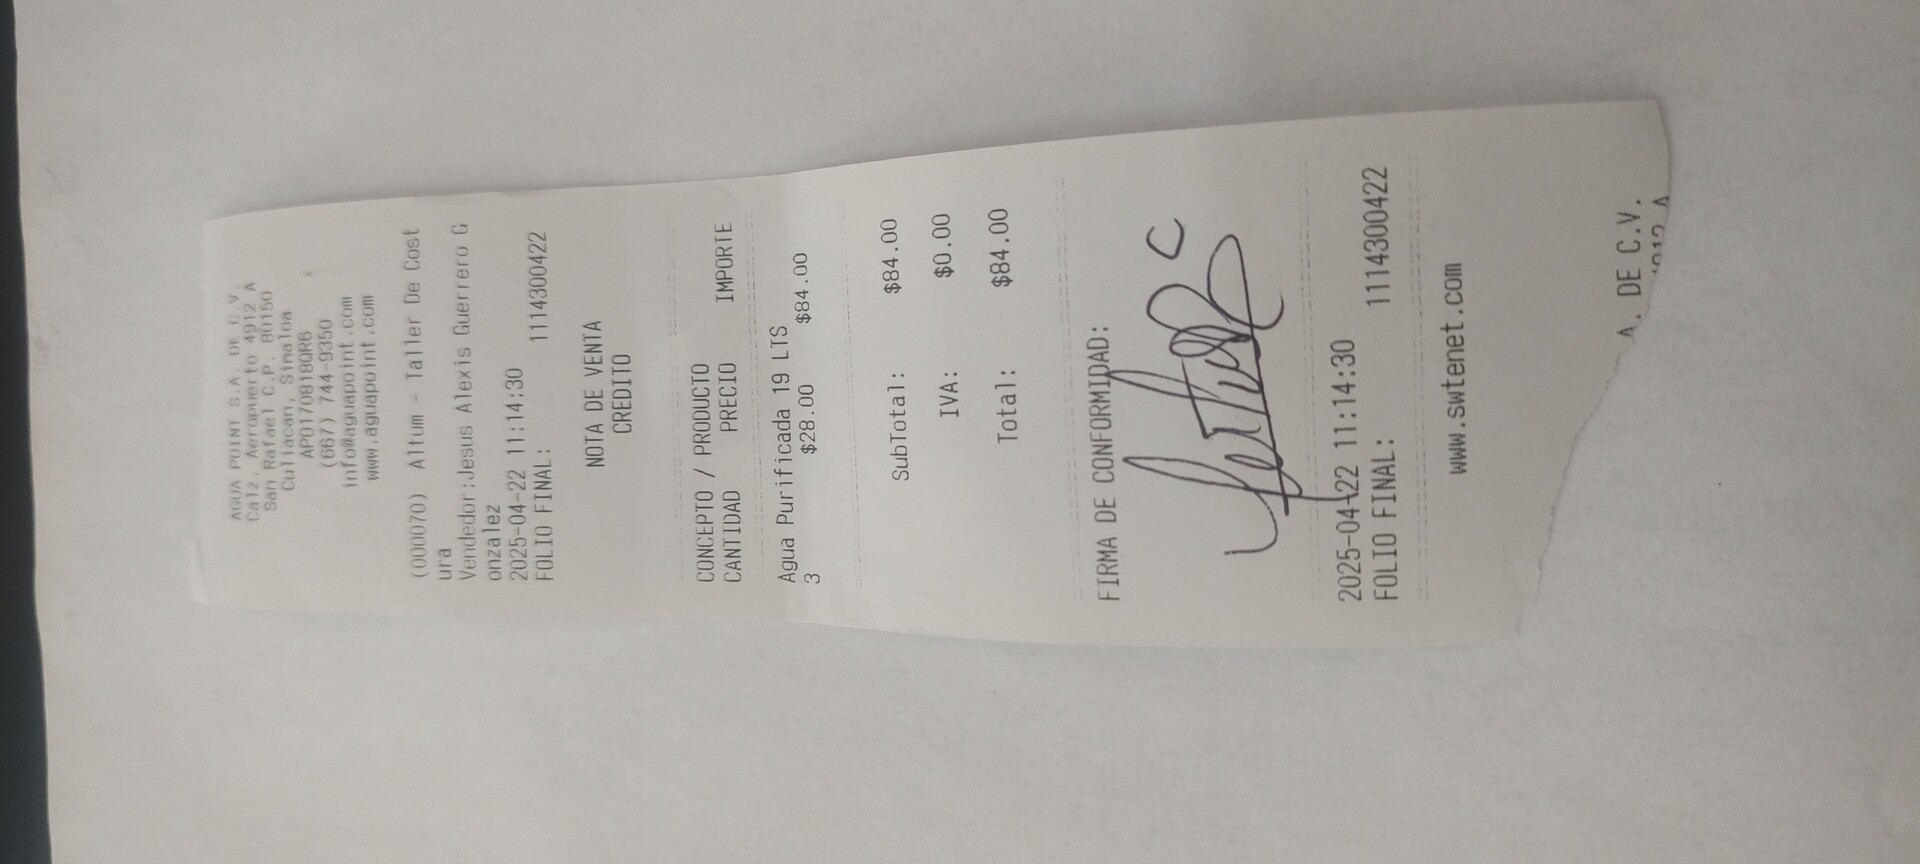 AGUA POINT S.A. DE C.V.
Calz. Aeropuerto 4912 A
San Rafael C.P. 80150
Culiacan, Sinaloa
APO170818QR6
(667) 744-9350
info@aguapoint.com
www.aguapoint.com
(000070) Altum - Taller De Cost
ura
Vendedor:Jesus Alexis Guerrero G
onzalez
2025-04-22 11:14:30
FOLIO FINAL: 1114300422
NOTA DE VENTA
CREDITO
CONCEPTO / PRODUCTO
CANTIDAD PRECIO IMPORTE
Agua Purificada 19 LTS
3 $28.00 $84.00
SubTotal: $84.00
IVA: $0.00
Total: $84.00
FIRMA DE CONFORMIDAD:
2025-04-22 11:14:30
FOLIO FINAL: 1114300422
www.swtenet.com
A. DE C.V.